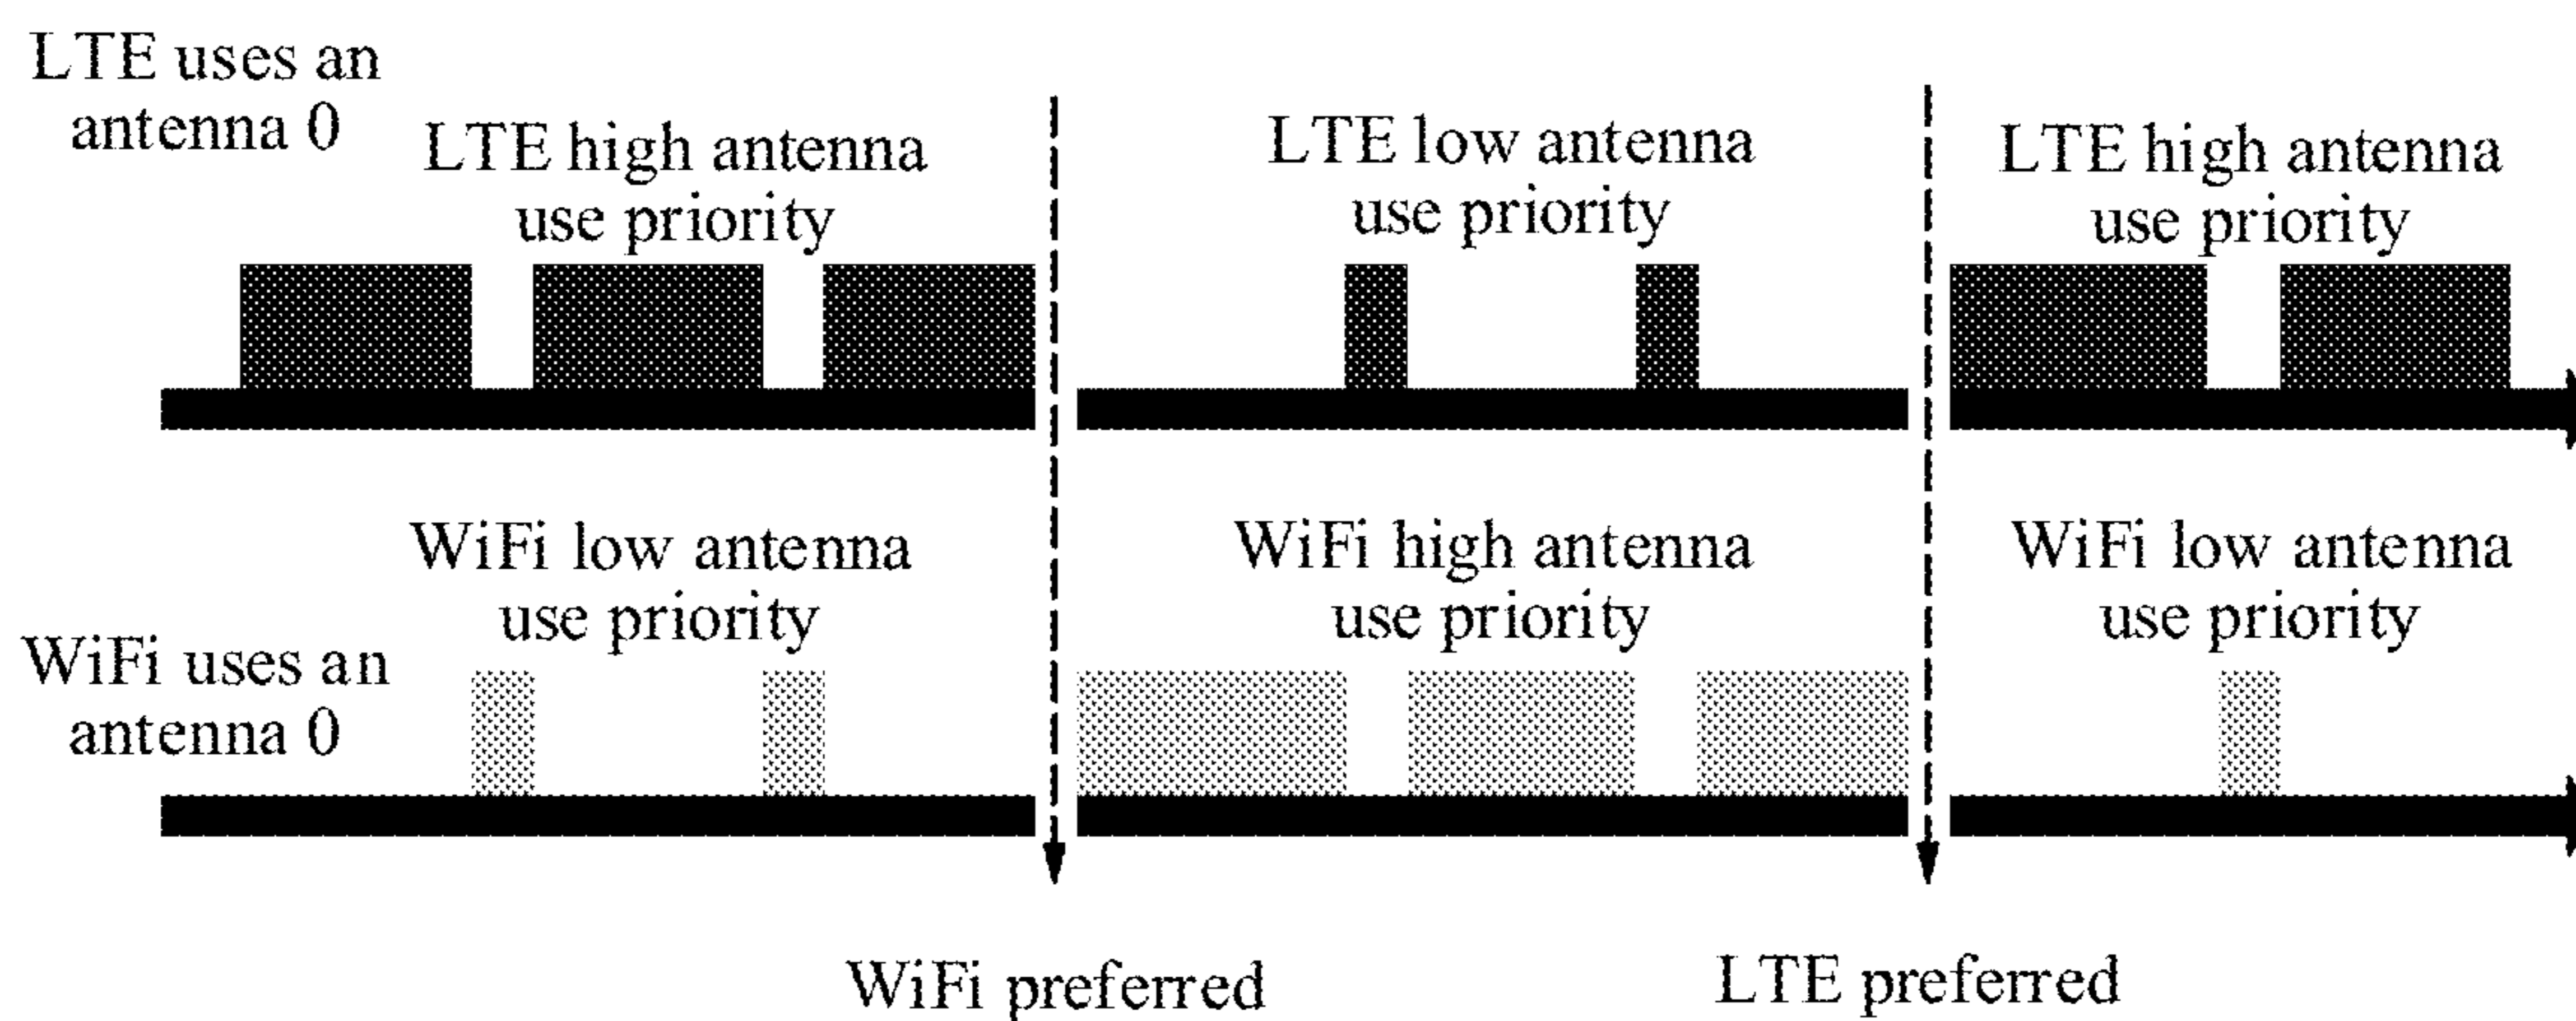 LTE uses an
antenna 0
LTE high antenna
use priority
LTE low antenna
use priority
LTE high antenna
use priority
WiFi low antenna
use priority
WiFi high antenna
use priority
WiFi low antenna
use priority
WiFi uses an
antenna 0
WiFi preferred
LTE preferred